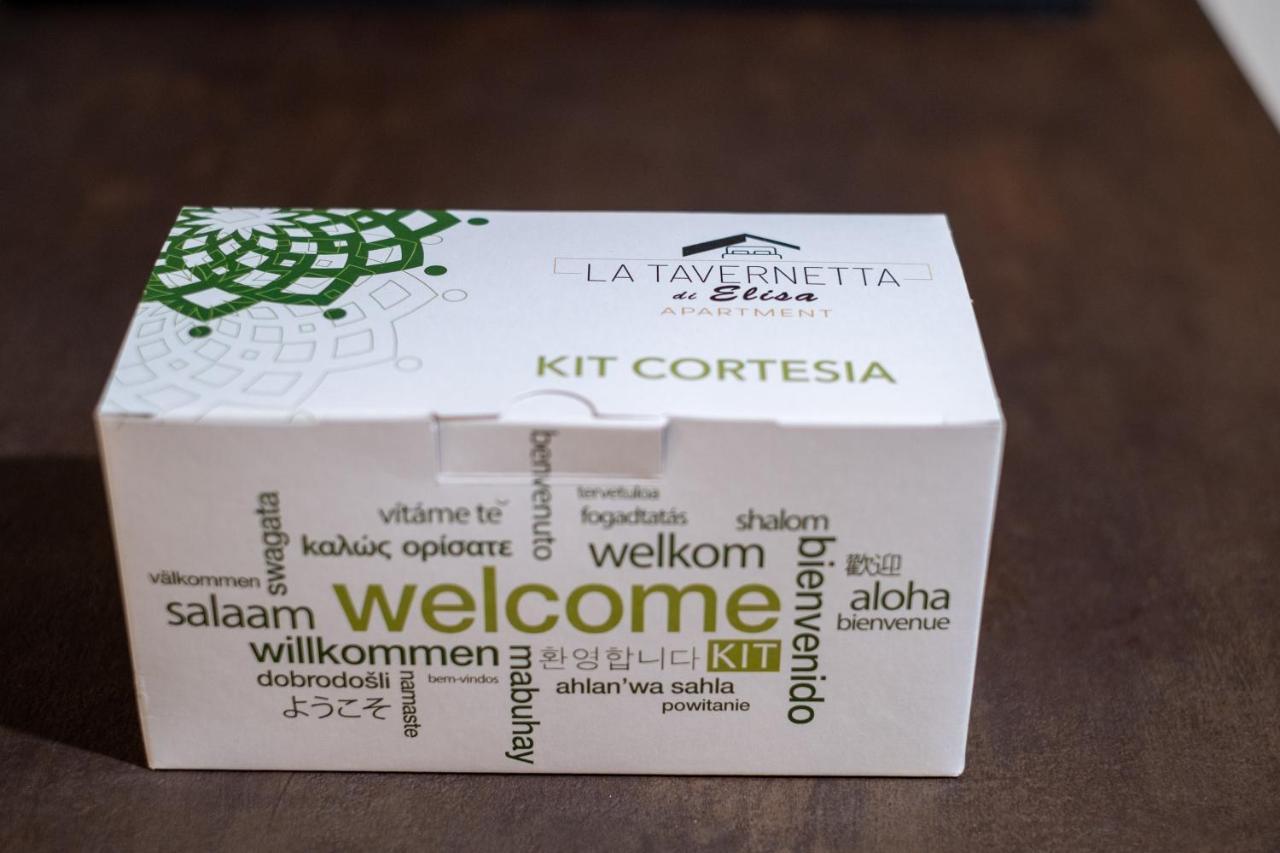 LA TAVERNETTA
di Elisa
APARTMENT
KIT CORTESIA
benvenuto
tervetuloa
vítáme tě
fogadtatás
shalom
swagata
καλώς ορίσατε
welkom
bienvenido
歡迎
välkommen
welcome
aloha
salaam
bienvenue
willkommen
mabuhay
환영합니다
KIT
dobrodošli
namaste
bem-vindos
ahlan'wa sahla
ようこそ
powitanie